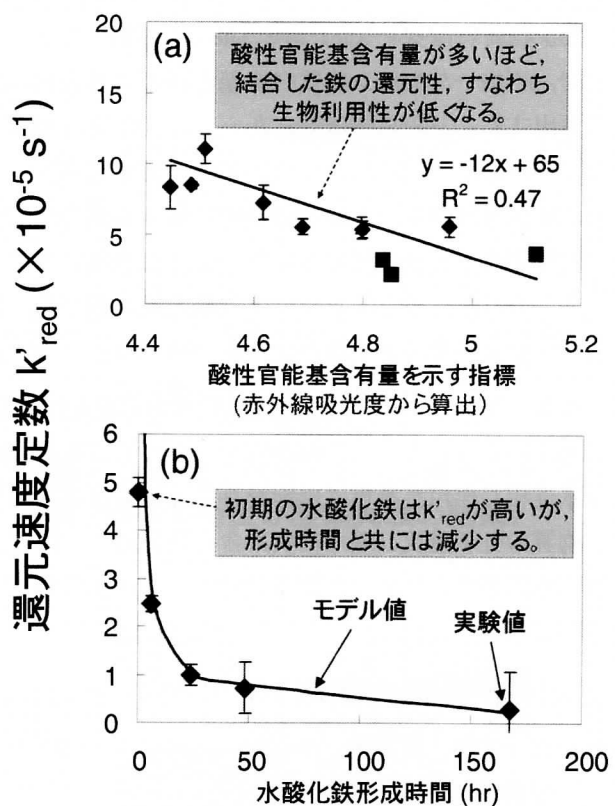 還元速度定数 k'red (×10-5 s-1)
(a)
20
15
10
5
0
酸性官能基含有量が多いほど,
結合した鉄の還元性, すなわち
生物利用性が低くなる。
y = -12x + 65
R2 = 0.47
4.4 4.6 4.8 5 5.2
酸性官能基含有量を示す指標
(赤外線吸光度から算出)
(b)
6
5
4
3
2
1
0
初期の水酸化鉄はk'redが高いが,
形成時間と共には減少する。
モデル値
実験値
0 50 100 150 200
水酸化鉄形成時間 (hr)